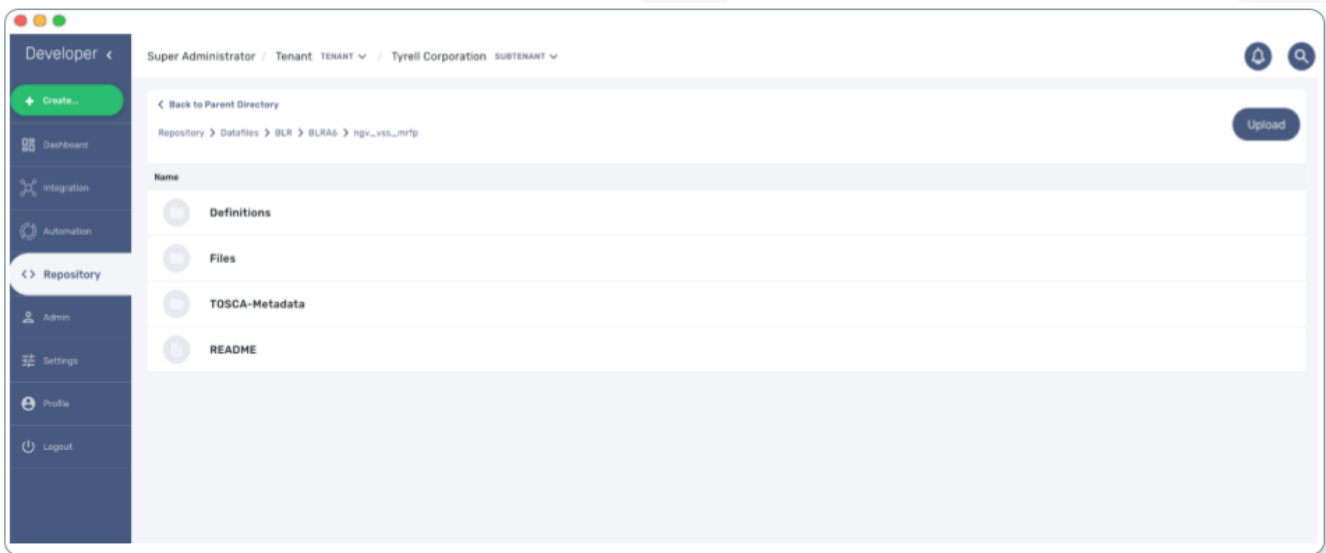 Developer <
Super Administrator / Tenant TENANT / Tyrell Corporation SUBTENANT
+ Create...
< Back to Parent Directory
Repository > Datafiles > BLR > BLRA6 > ngv_vss_mrfp
Upload
Dashboard
Integration
Automation
<> Repository
Admin
Settings
Profile
Logout
Name
Definitions
Files
TOSCA-Metadata
README